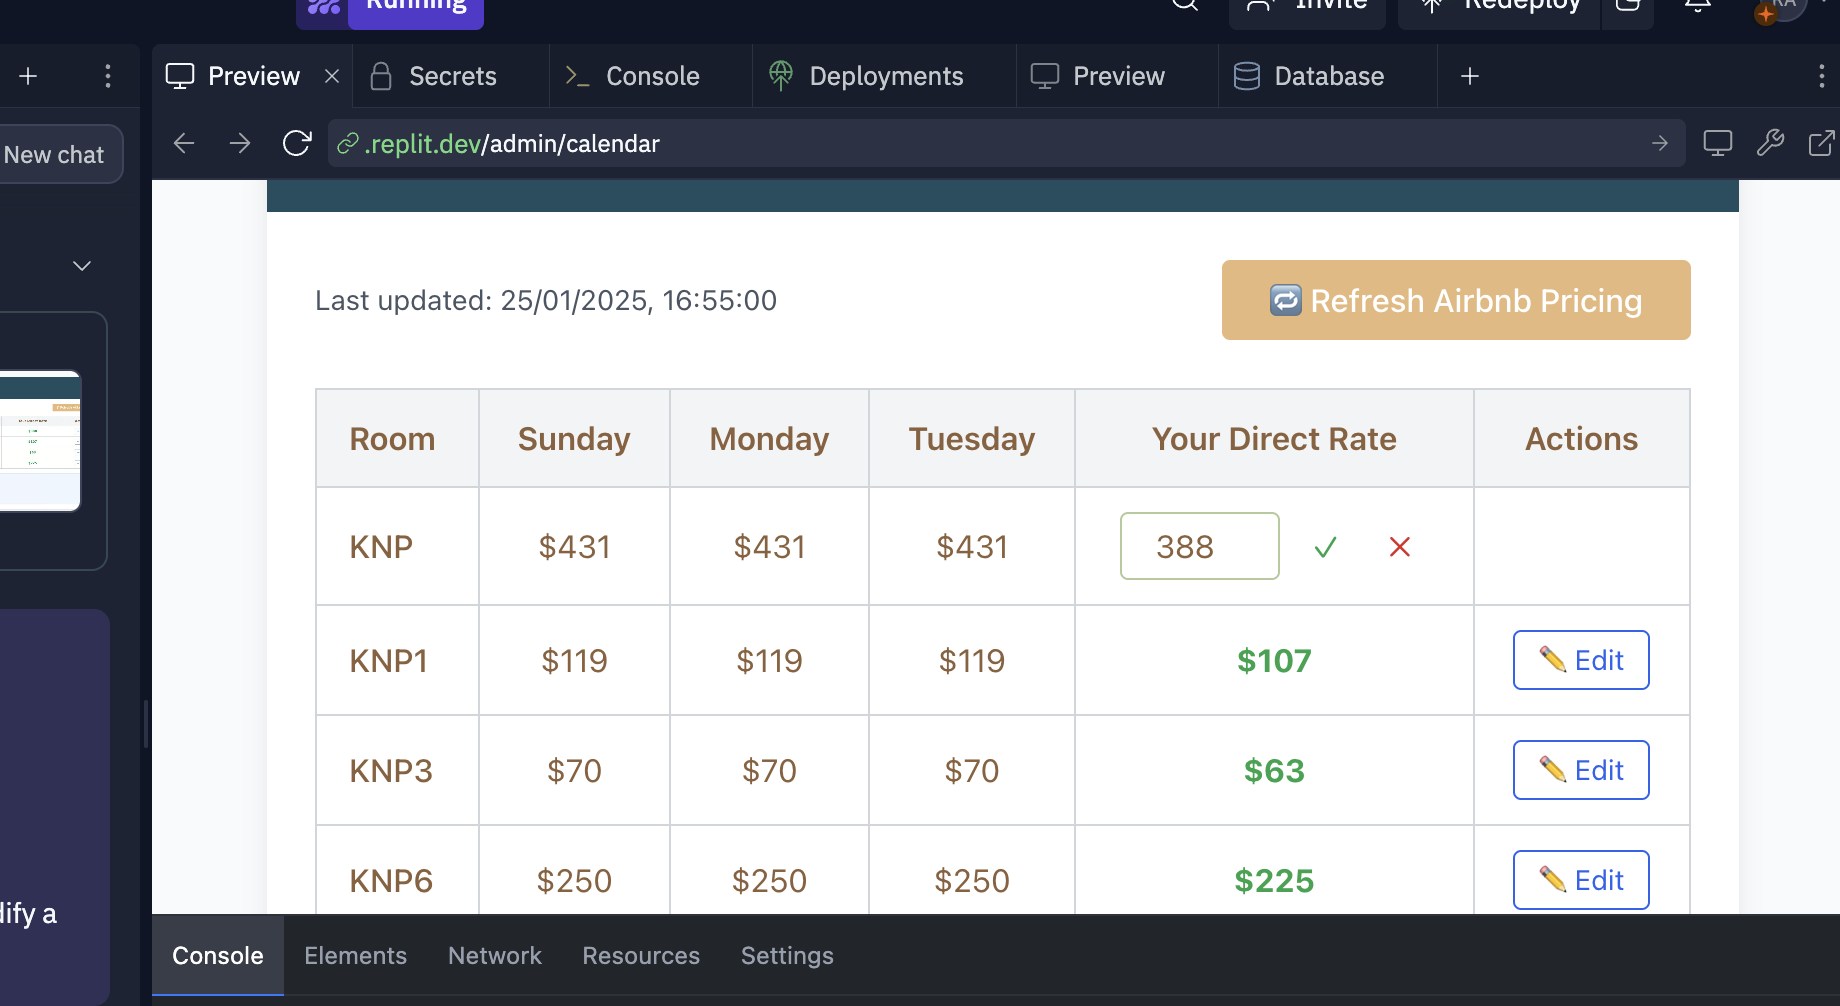 Running
Invite
Redeploy
RA
Preview
Secrets
Console
Deployments
Preview
Database
New chat
.replit.dev/admin/calendar
Last updated: 25/01/2025, 16:55:00
Refresh Airbnb Pricing
Room Sunday Monday Tuesday Your Direct Rate Actions
KNP $431 $431 $431 388
KNP1 $119 $119 $119 $107 Edit
KNP3 $70 $70 $70 $63 Edit
KNP6 $250 $250 $250 $225 Edit
dify a
Console Elements Network Resources Settings